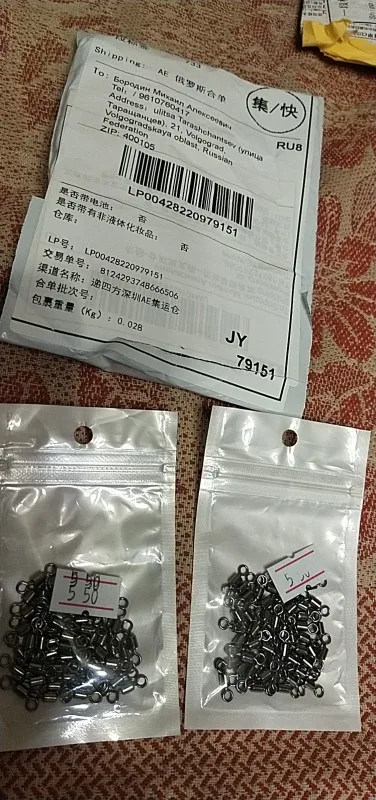 Shipping: AE 俄罗斯合单
To: Бородин Михаил Алексеевич
Tel: / 9610760417
Address: ulitsa Tarashchantsev (улица
Таращанцев), 21, Volgograd,
Volgogradskaya oblast, Russian
Federation
ZIP: 400105
集/快
RU8
LP00428220979151
是否带电池: 否
是否带有非液体化妆品: 否
仓库:
LP号: LP00428220979151
交易单号: 8124293748666506
渠道名称: 递四方深圳AE集运仓
合单批次号:
包裹重量 (Kg): 0.028
JY
79151
5 50
5 50
5